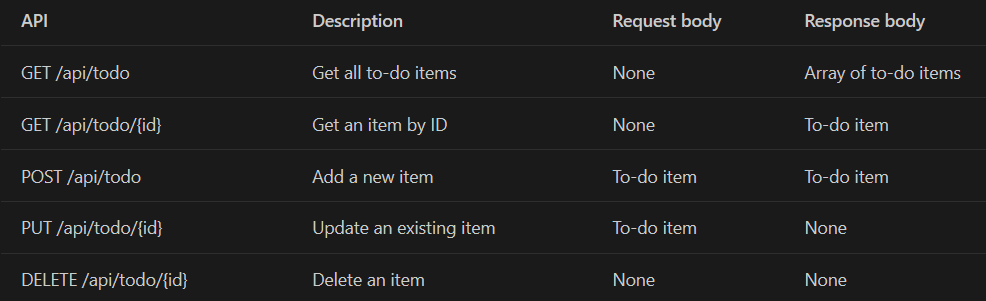 API Description Request body Response body
GET /api/todo Get all to-do items None Array of to-do items
GET /api/todo/{id} Get an item by ID None To-do item
POST /api/todo Add a new item To-do item To-do item
PUT /api/todo/{id} Update an existing item To-do item None
DELETE /api/todo/{id} Delete an item None None